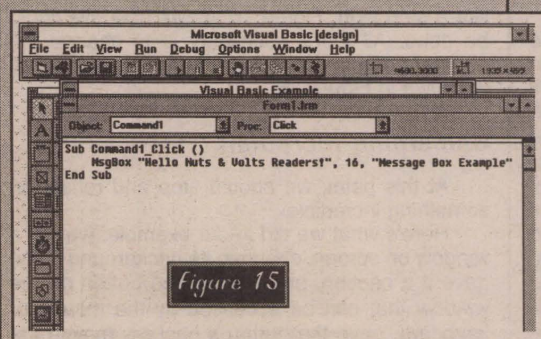 Microsoft Visual Basic [design]
File Edit View Run Debug Options Window Help
Visual Basic Example
Form1.frm
Object: Command1 Proc: Click
Sub Command1_Click ()
MsgBox "Hello Nuts & Volts Readers!", 16, "Message Box Example"
End Sub
Figure 15